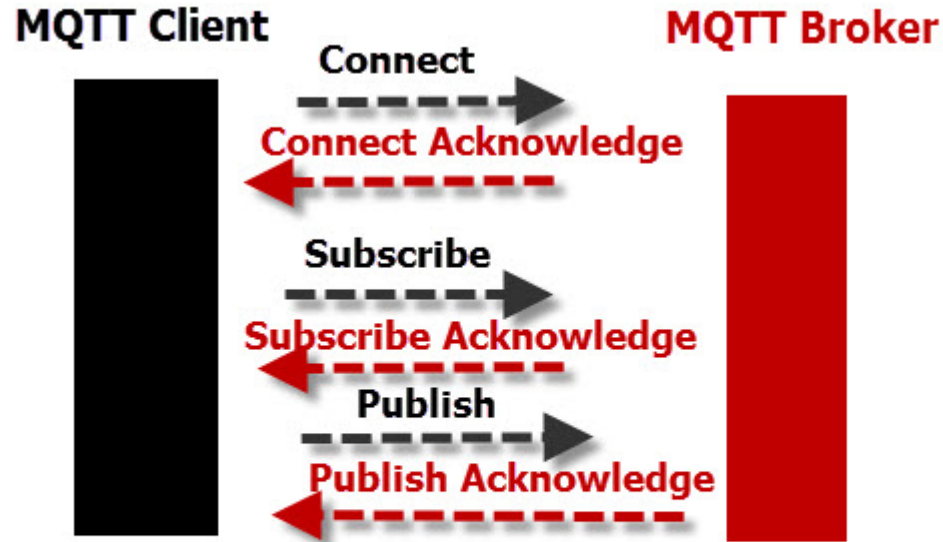 MQTT Client
MQTT Broker
Connect
Connect Acknowledge
Subscribe
Subscribe Acknowledge
Publish
Publish Acknowledge